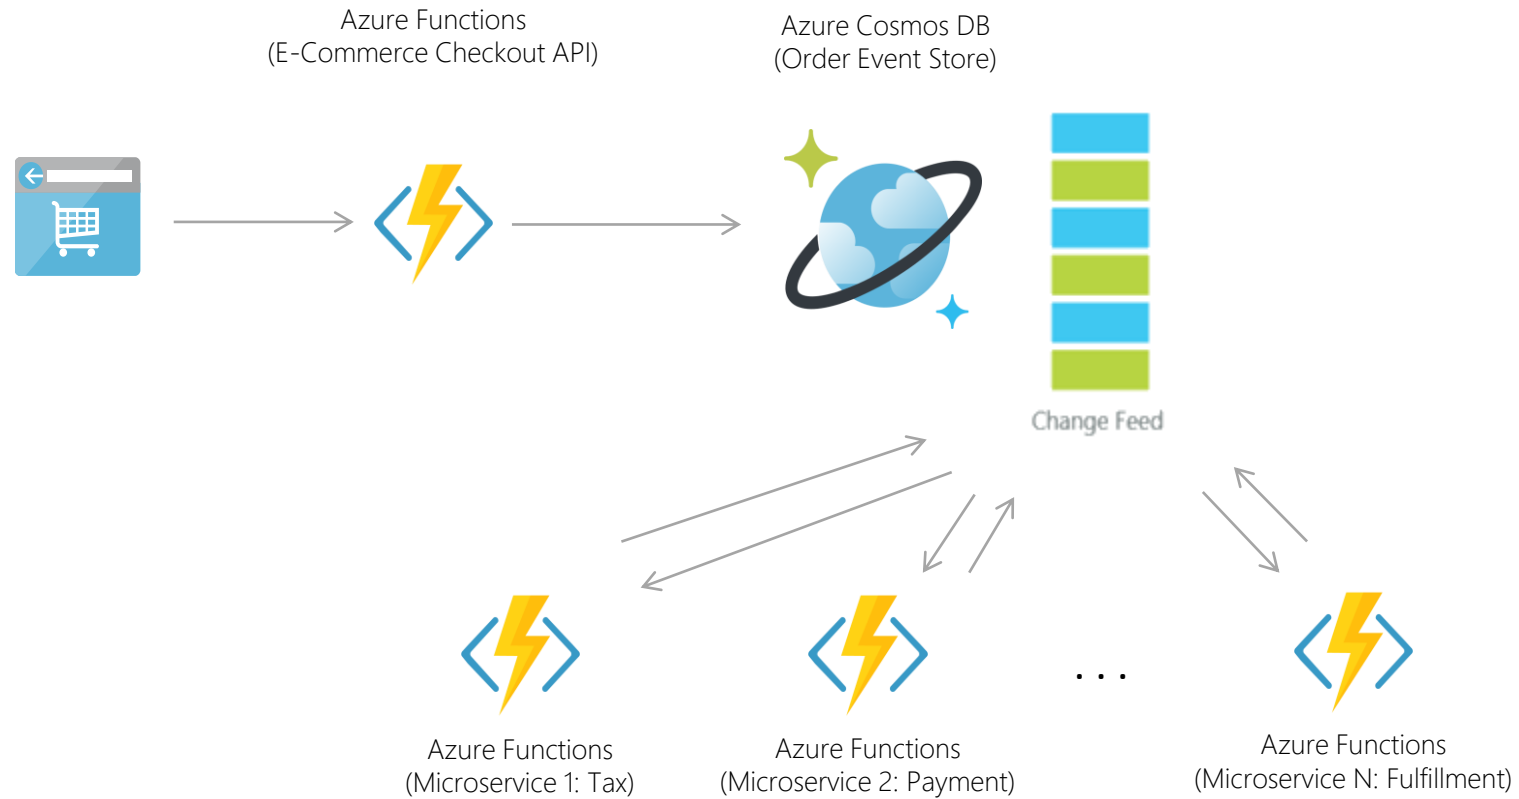 Azure Functions
(E-Commerce Checkout API)
Azure Cosmos DB
(Order Event Store)
Change Feed
. . .
Azure Functions
(Microservice 1: Tax)
Azure Functions
(Microservice 2: Payment)
Azure Functions
(Microservice N: Fulfillment)